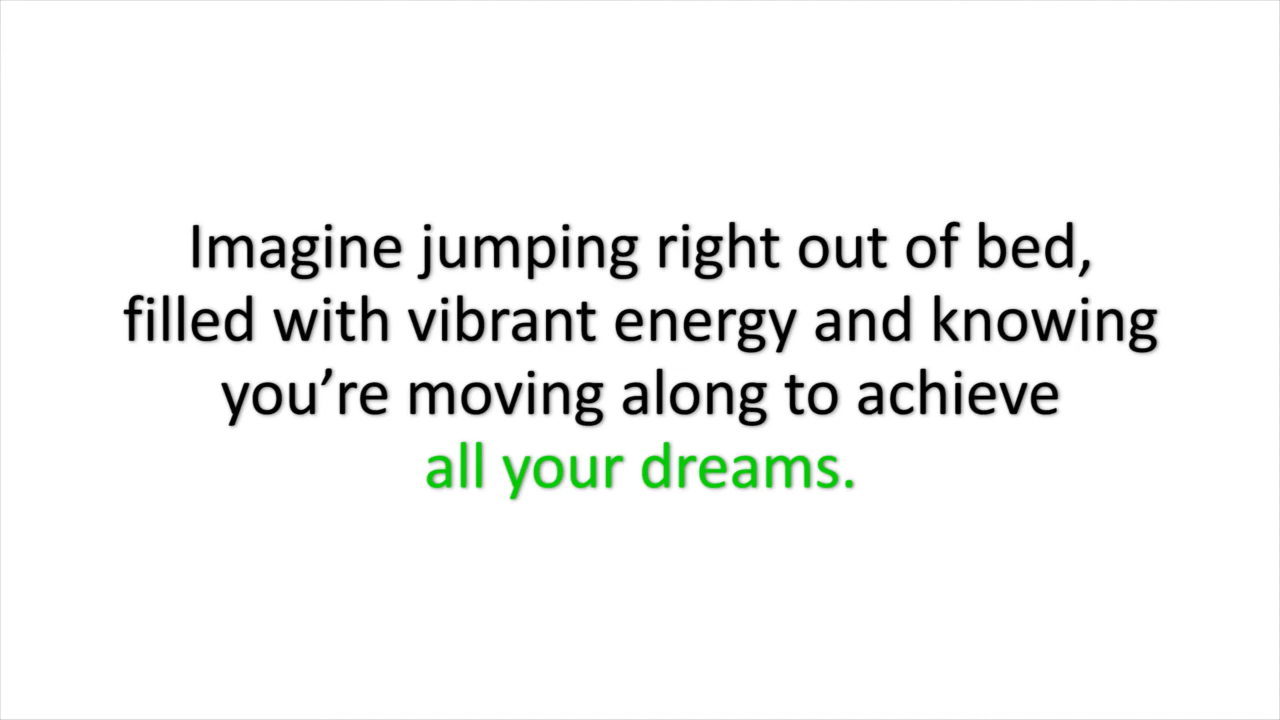 Imagine jumping right out of bed,
filled with vibrant energy and knowing
you’re moving along to achieve
all your dreams.